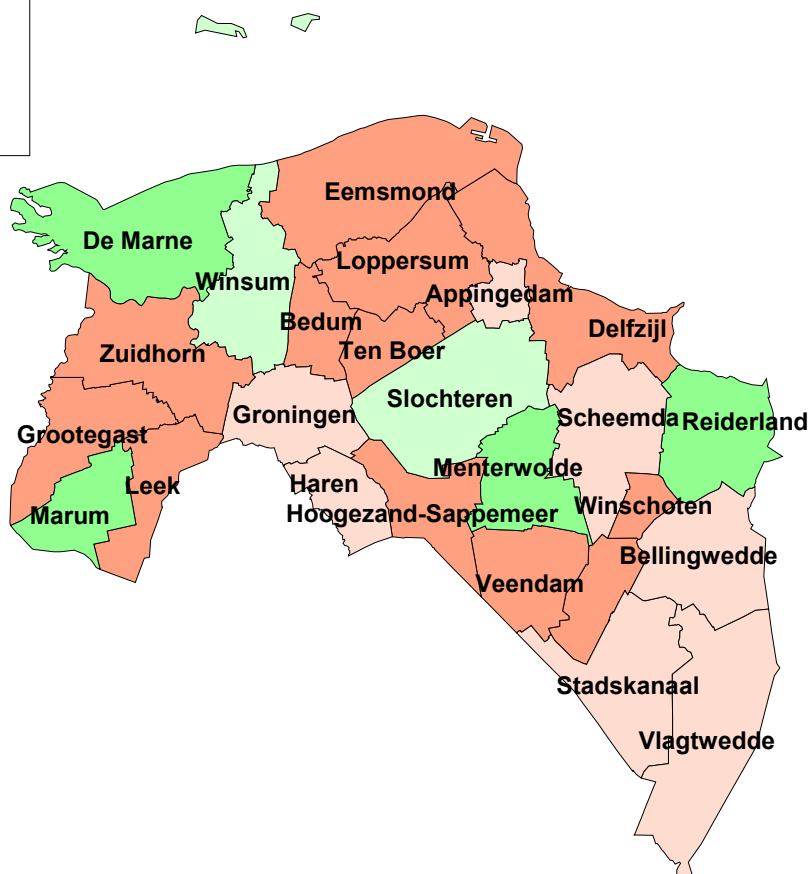 Eemsmond
De Marne
Loppersum
Winsum
Appingedam
Bedum
Delfzijl
Ten Boer
Zuidhorn
Slochteren
Groningen
Scheemda
Reiderland
Grootegast
Menterwolde
Haren
Leek
Winschoten
Marum
Hoogezand-Sappemeer
Bellingwedde
Veendam
Stadskanaal
Vlagtwedde